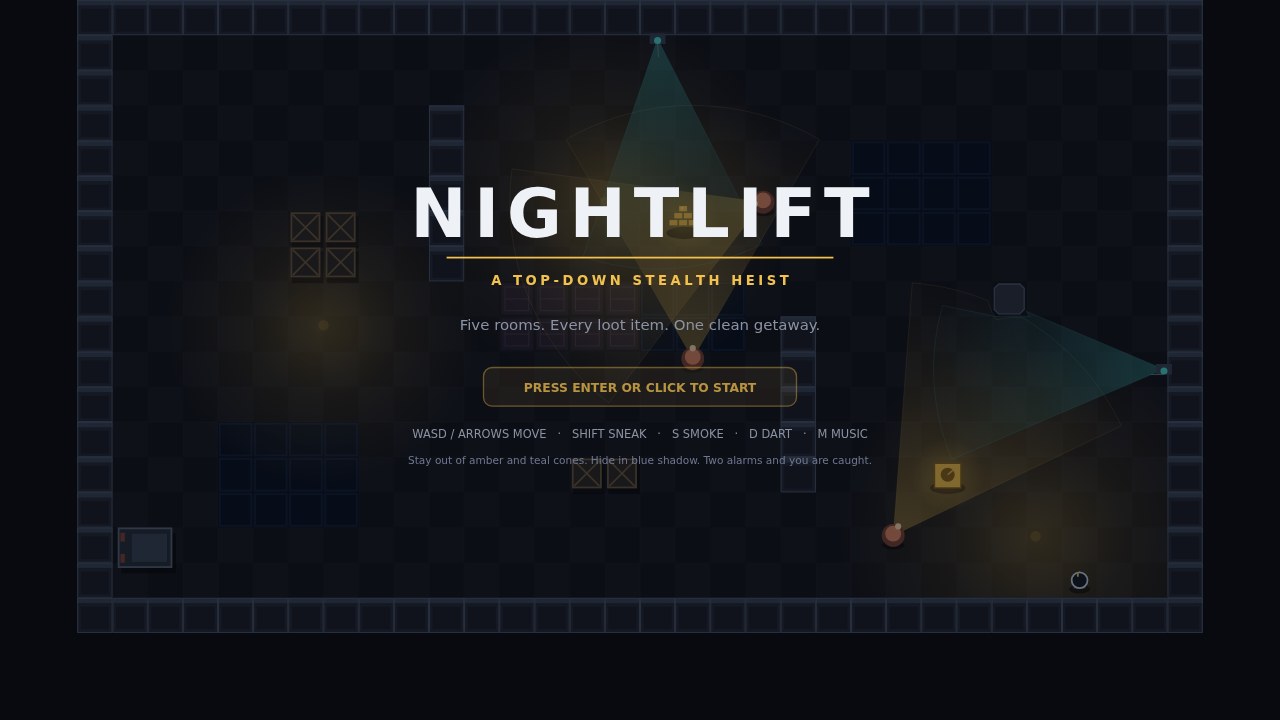 NIGHTLIFT
A TOP-DOWN STEALTH HEIST
Five rooms. Every loot item. One clean getaway.
PRESS ENTER OR CLICK TO START
WASD / ARROWS MOVE · SHIFT SNEAK · S SMOKE · D DART · M MUSIC
Stay out of amber and teal cones. Hide in blue shadow. Two alarms and you are caught.